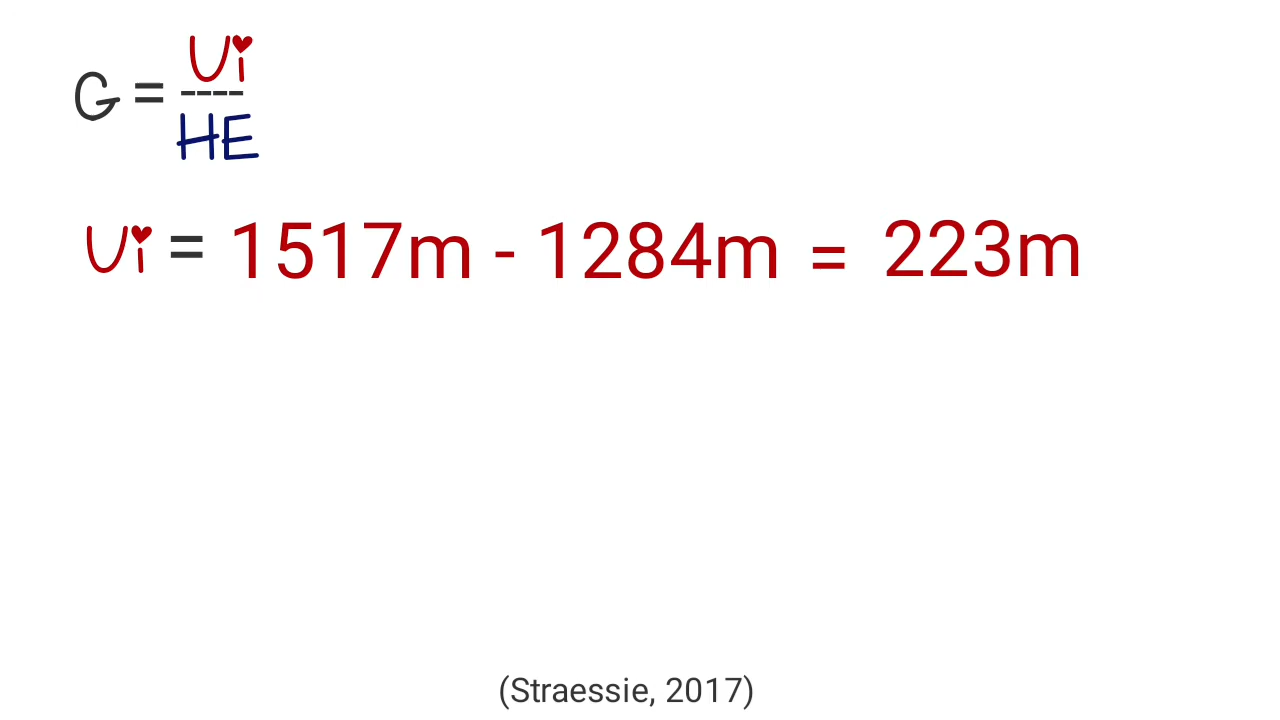 G = Ui
----
HE
Ui = 1517m - 1284m = 223m
(Straessie, 2017)